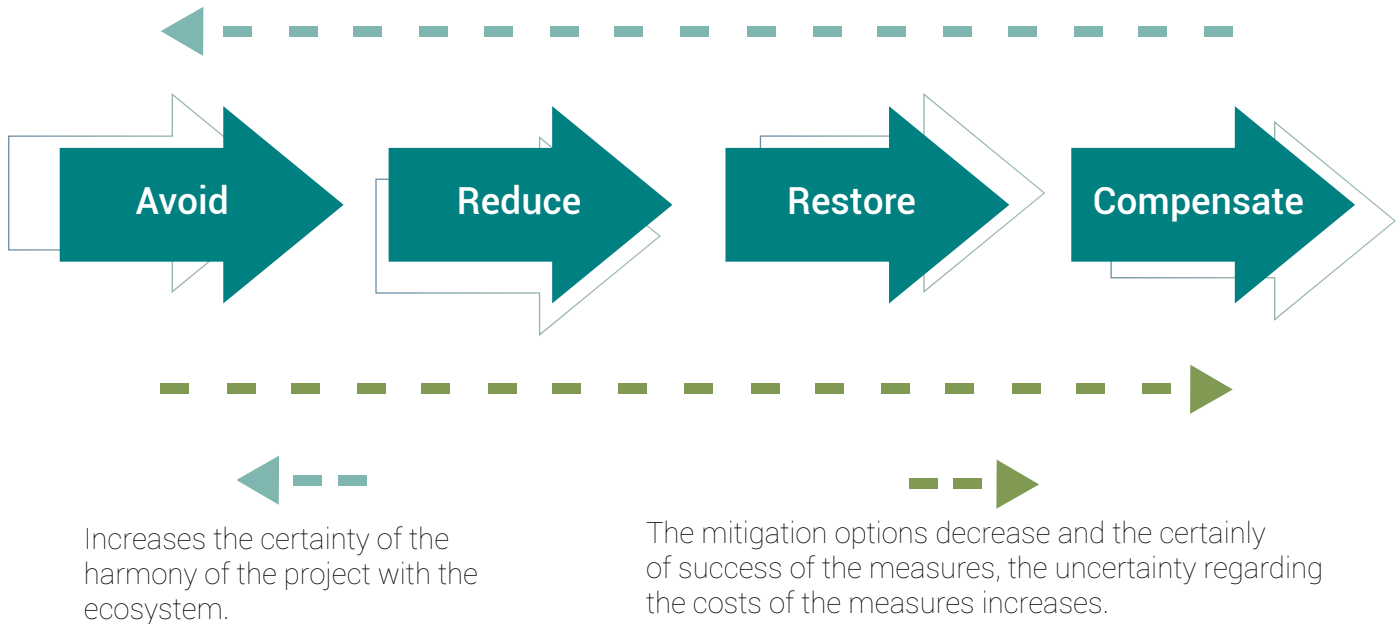 Avoid
Reduce
Restore
Compensate
Increases the certainty of the
harmony of the project with the
ecosystem.
The mitigation options decrease and the certainly
of success of the measures, the uncertainty regarding
the costs of the measures increases.